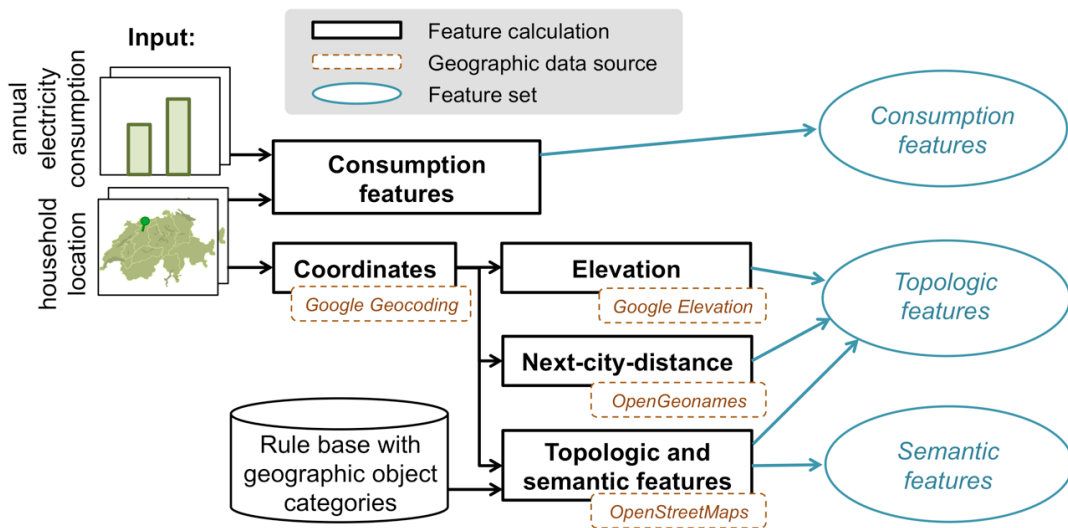 Input:
Feature calculation
Geographic data source
Feature set
annual
electricity
consumption
household
location
Consumption
features
Consumption
features
Coordinates
Google Geocoding
Elevation
Google Elevation
Topologic
features
Next-city-distance
OpenGeonames
Rule base with
geographic object
categories
Topologic and
semantic features
OpenStreetMaps
Semantic
features